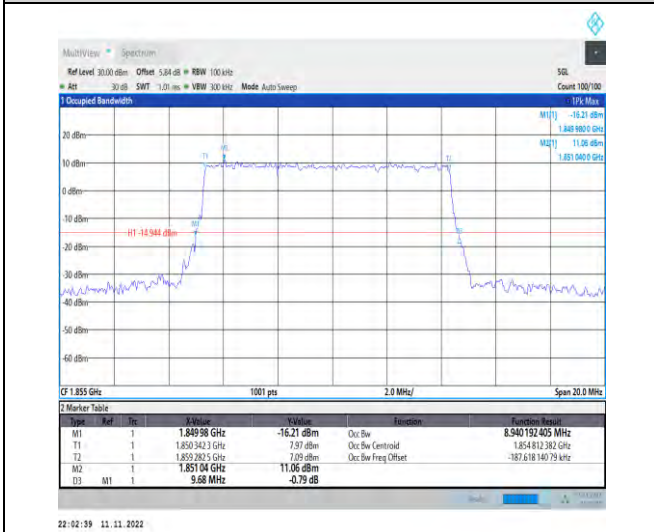 MultiView Spectrum
Ref Level 30.00 dBm Offset 5.84 dB RBW 100 kHz SGL
Att 30 dB SWT 1.01 ms VBW 300 kHz Mode Auto Sweep Count 100/100
1 Occupied Bandwidth 1Pk Max
M1[1] -16.21 dBm
1.849 980 0 GHz
M2[1] 11.06 dBm
1.851 040 0 GHz
20 dBm
10 dBm
0 dBm
-10 dBm
H1 -14.944 dBm
-20 dBm
-30 dBm
-40 dBm
-50 dBm
-60 dBm
T1
M2
T2
M1
CF 1.855 GHz 1001 pts 2.0 MHz/ Span 20.0 MHz
2 Marker Table
Type Ref Trc X-Value Y-Value Function Function Result
M1 1 1.84998 GHz -16.21 dBm Occ Bw 8.940 192 405 MHz
T1 1 1.850 342 3 GHz 7.97 dBm Occ Bw Centroid 1.854 812 382 GHz
T2 1 1.859 282 5 GHz 7.09 dBm Occ Bw Freq Offset -187.618 140 79 kHz
M2 1 1.85104 GHz 11.06 dBm
D3 M1 1 9.68 MHz -0.79 dB
22:02:39 11.11.2022